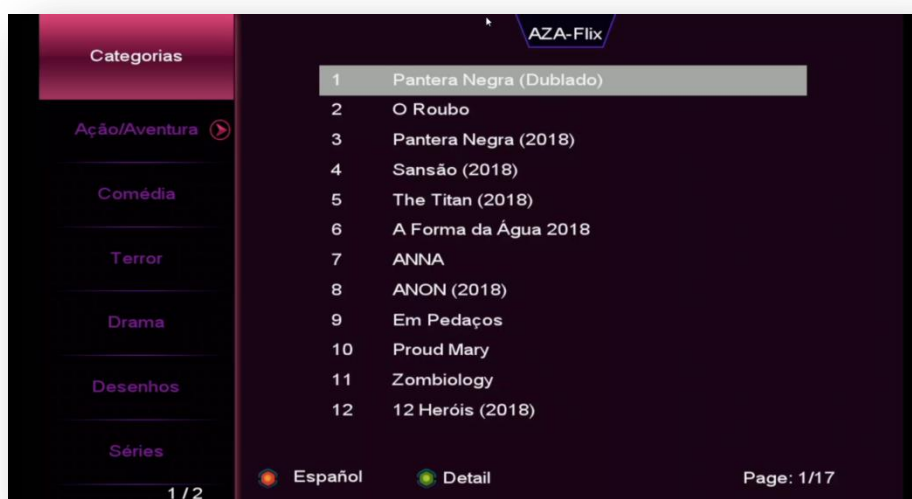 Categorias
Ação/Aventura
Comédia
Terror
Drama
Desenhos
Séries
1/2
AZA-Flix
1 Pantera Negra (Dublado)
2 O Roubo
3 Pantera Negra (2018)
4 Sansão (2018)
5 The Titan (2018)
6 A Forma da Água 2018
7 ANNA
8 ANON (2018)
9 Em Pedaços
10 Proud Mary
11 Zombiology
12 12 Heróis (2018)
Español Detail Page: 1/17